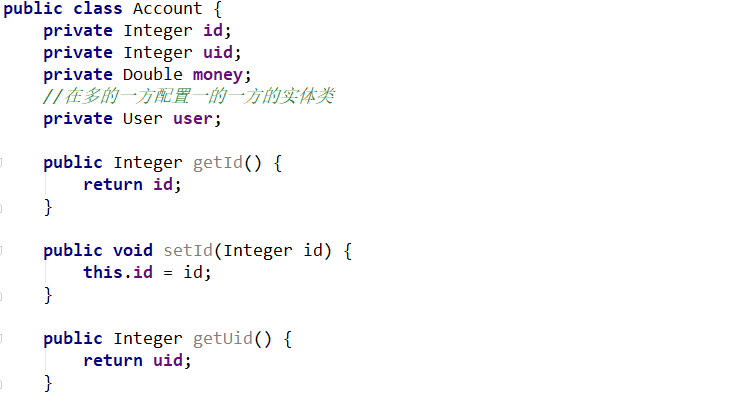 public class Account {
    private Integer id;
    private Integer uid;
    private Double money;
    //在多的一方配置一的一方的实体类
    private User user;

    public Integer getId() {
        return id;
    }

    public void setId(Integer id) {
        this.id = id;
    }

    public Integer getUid() {
        return uid;
    }